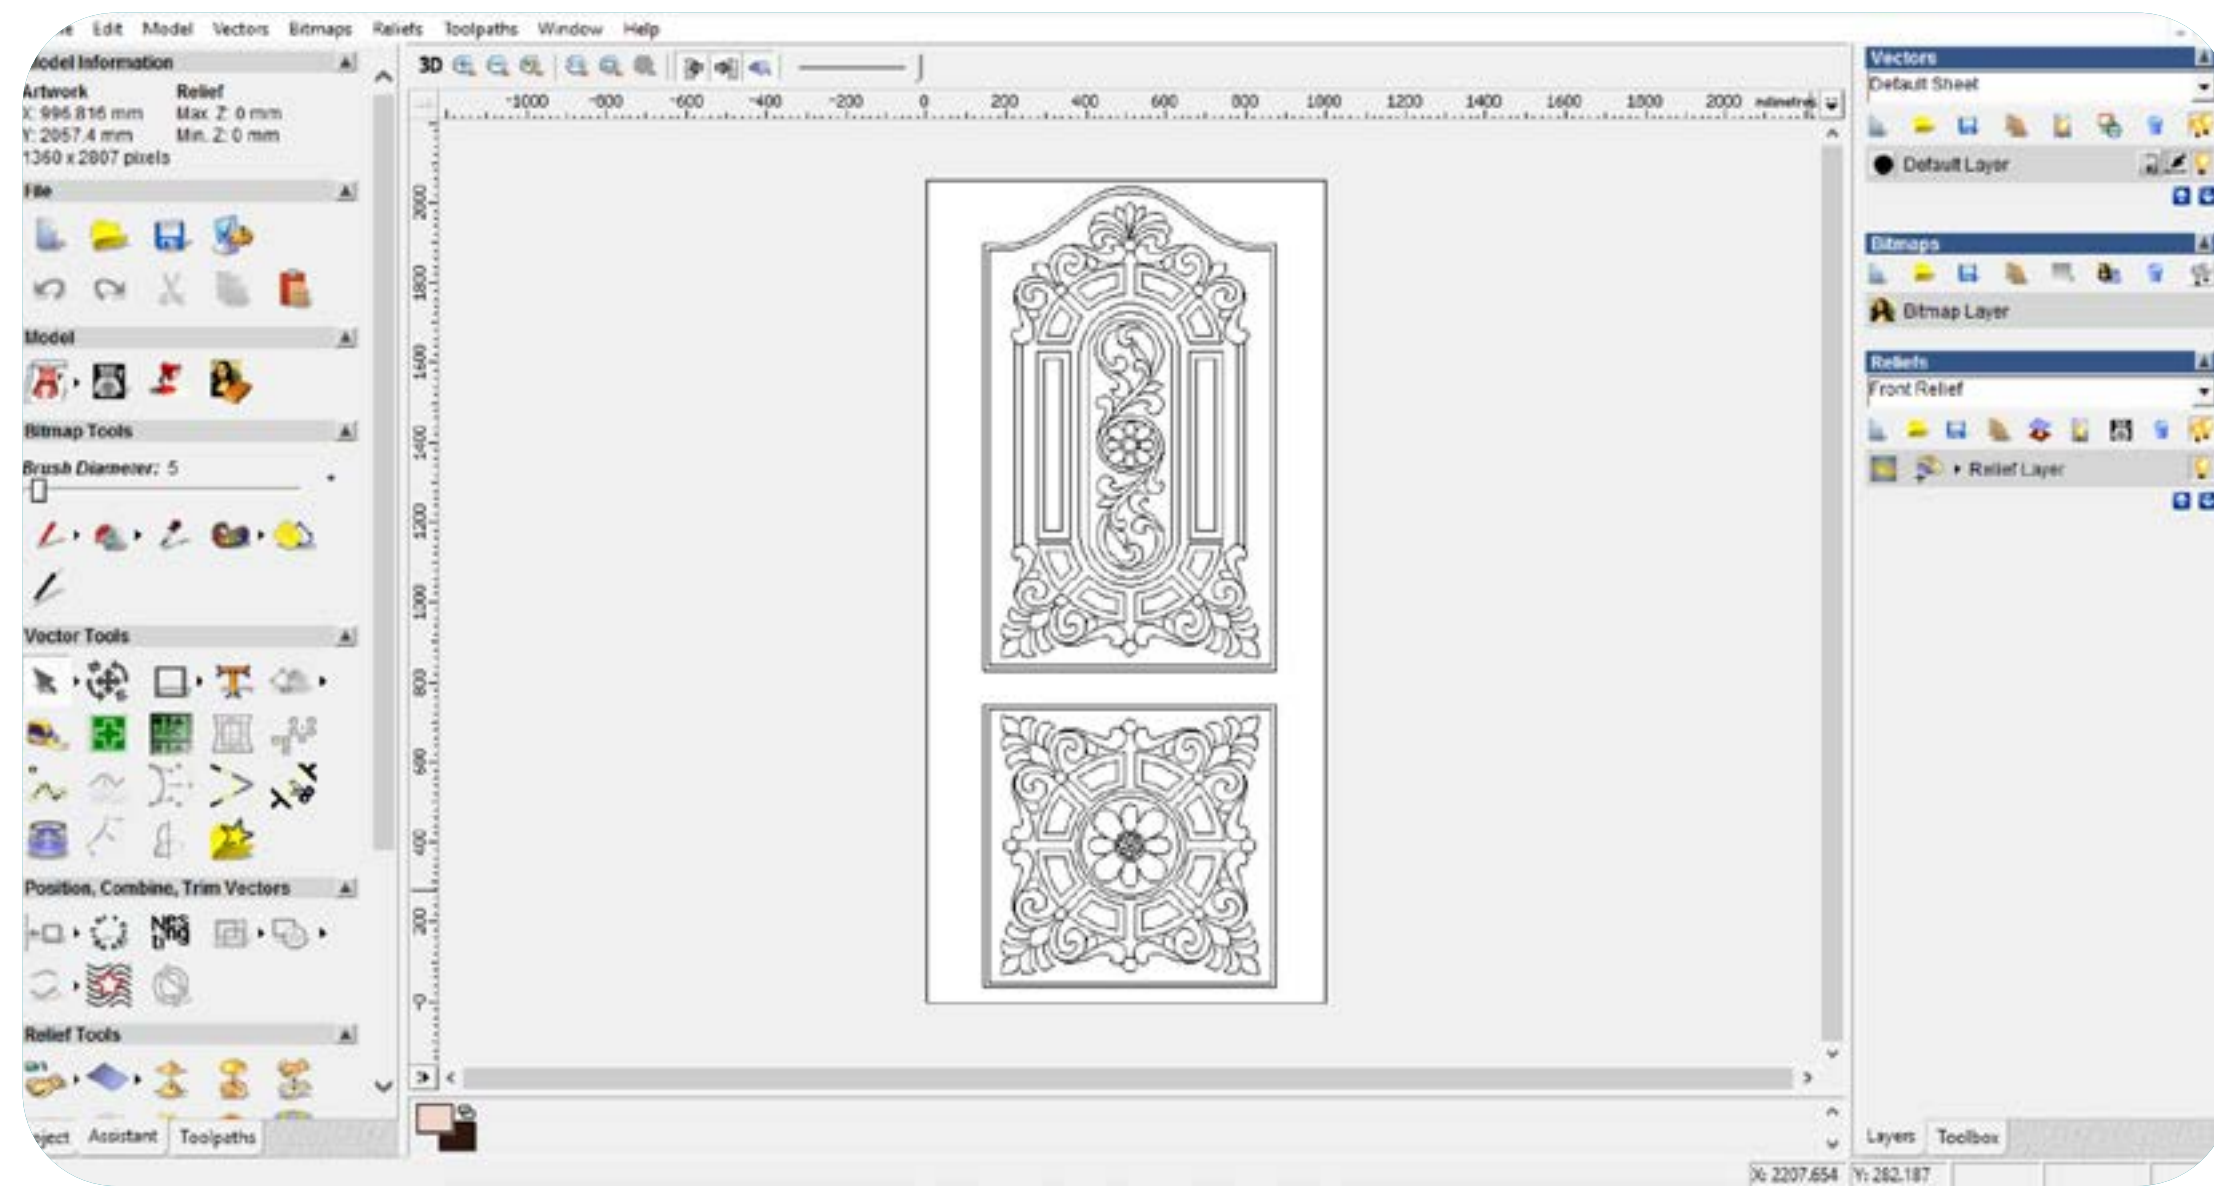 Edit Model Vectors Bitmaps Reliefs Toolpaths Window Help
Model Information
Artwork Relief
X: 996.816 mm Max. Z: 0 mm
Y: 2057.4 mm Min. Z: 0 mm
1360 x 2807 pixels
File
Model
Bitmap Tools
Brush Diameter: 5
Vector Tools
Position, Combine, Trim Vectors
Relief Tools
Assistant Toolpaths
3D
-1000 -800 -600 -400 -200 0 200 400 600 800 1000 1200 1400 1600 1800 2000 milimetres
2000
1800
1600
1400
1200
1000
800
600
400
200
0
Vectors
Default Sheet
Default Layer
Bitmaps
Bitmap Layer
Reliefs
Front Relief
Relief Layer
Layers Toolbox
X: 2207.654 Y: 282.187